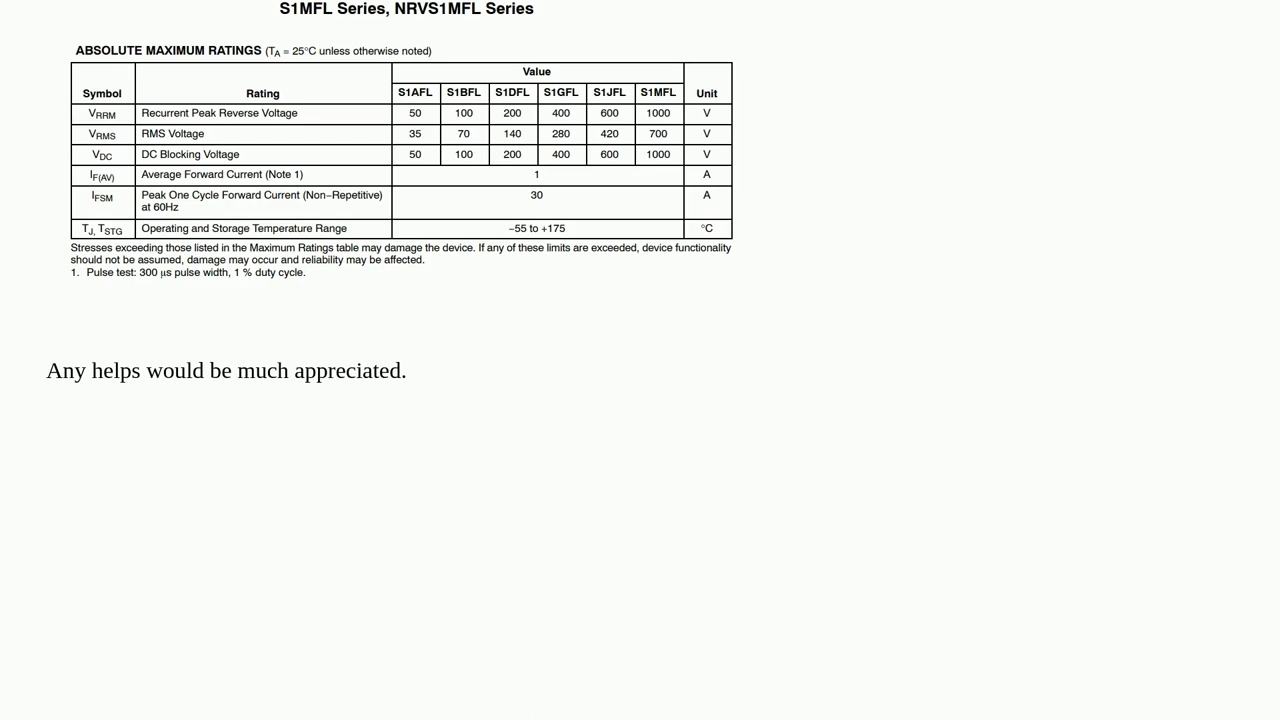 S1MFL Series, NRVS1MFL Series
ABSOLUTE MAXIMUM RATINGS (TA = 25°C unless otherwise noted)
Value
Symbol Rating S1AFL S1BFL S1DFL S1GFL S1JFL S1MFL Unit
VRRM Recurrent Peak Reverse Voltage 50 100 200 400 600 1000 V
VRMS RMS Voltage 35 70 140 280 420 700 V
VDC DC Blocking Voltage 50 100 200 400 600 1000 V
IF(AV) Average Forward Current (Note 1) 1 A
IFSM Peak One Cycle Forward Current (Non−Repetitive) 30 A
at 60Hz
TJ, TSTG Operating and Storage Temperature Range −55 to +175 °C
Stresses exceeding those listed in the Maximum Ratings table may damage the device. If any of these limits are exceeded, device functionality
should not be assumed, damage may occur and reliability may be affected.
1. Pulse test: 300 μs pulse width, 1 % duty cycle.
Any helps would be much appreciated.